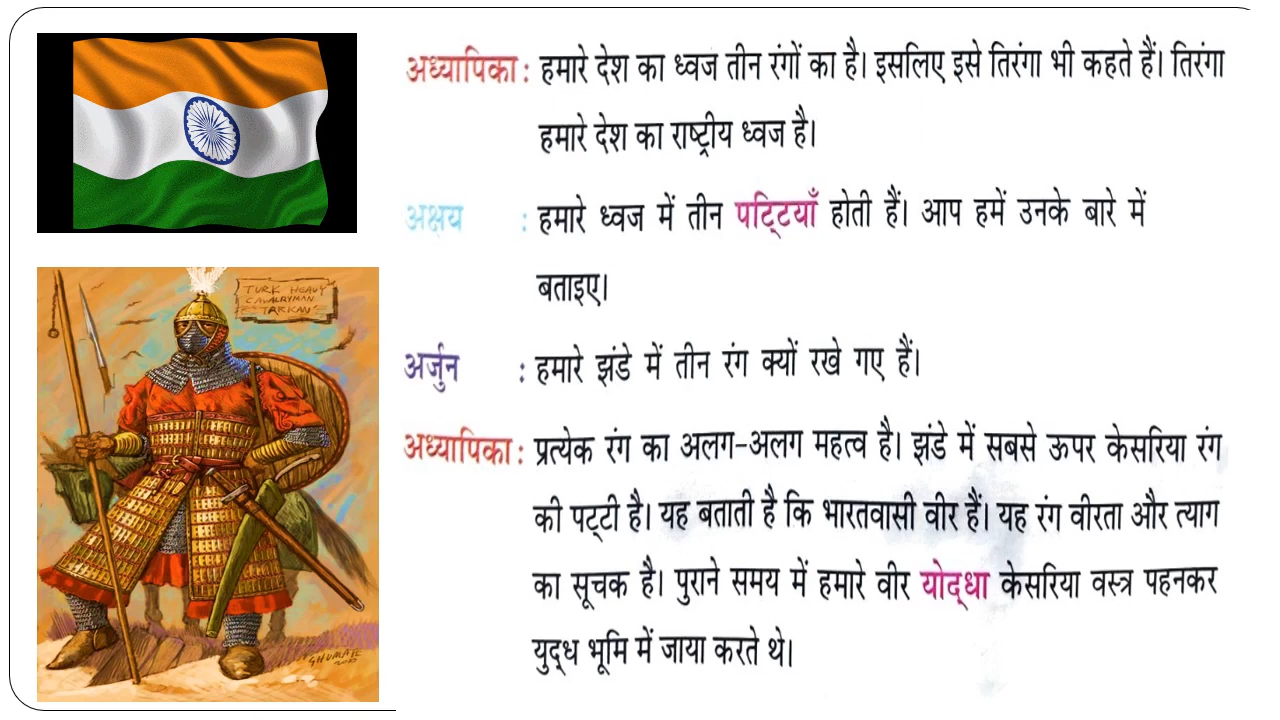 TURK HEAVY
CAVALRYMAN
"TARKAN"
अध्यापिका : हमारे देश का ध्वज तीन रंगों का है। इसलिए इसे तिरंगा भी कहते हैं। तिरंगा
हमारे देश का राष्ट्रीय ध्वज है।
अक्षय : हमारे ध्वज में तीन पट्टियाँ होती हैं। आप हमें उनके बारे में
बताइए।
अर्जुन : हमारे झंडे में तीन रंग क्यों रखे गए हैं।
अध्यापिका : प्रत्येक रंग का अलग-अलग महत्व है। झंडे में सबसे ऊपर केसरिया रंग
की पट्टी है। यह बताती है कि भारतवासी वीर हैं। यह रंग वीरता और त्याग
का सूचक है। पुराने समय में हमारे वीर योद्धा केसरिया वस्त्र पहनकर
युद्ध भूमि में जाया करते थे।